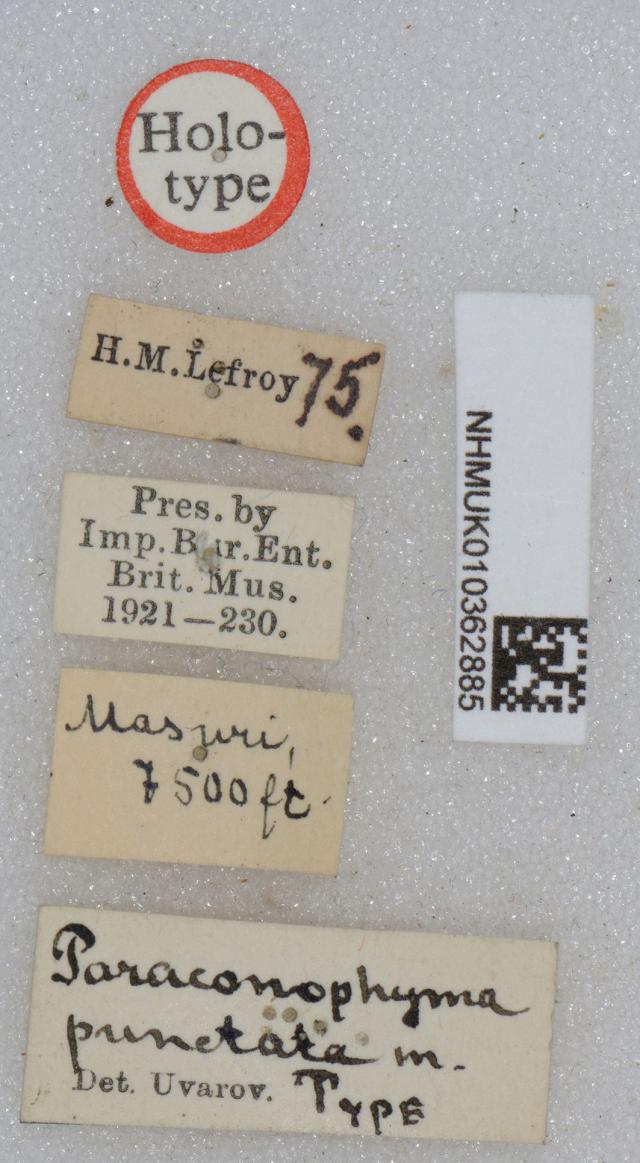 Holo-
type
H.M.Lefroy 75.
Pres. by
Imp. Bur. Ent.
Brit. Mus.
1921—230.
Masuri,
7500 ft.
Paraconophyma
punctata m.
Det. Uvarov. TYPE
NHMUK010362885